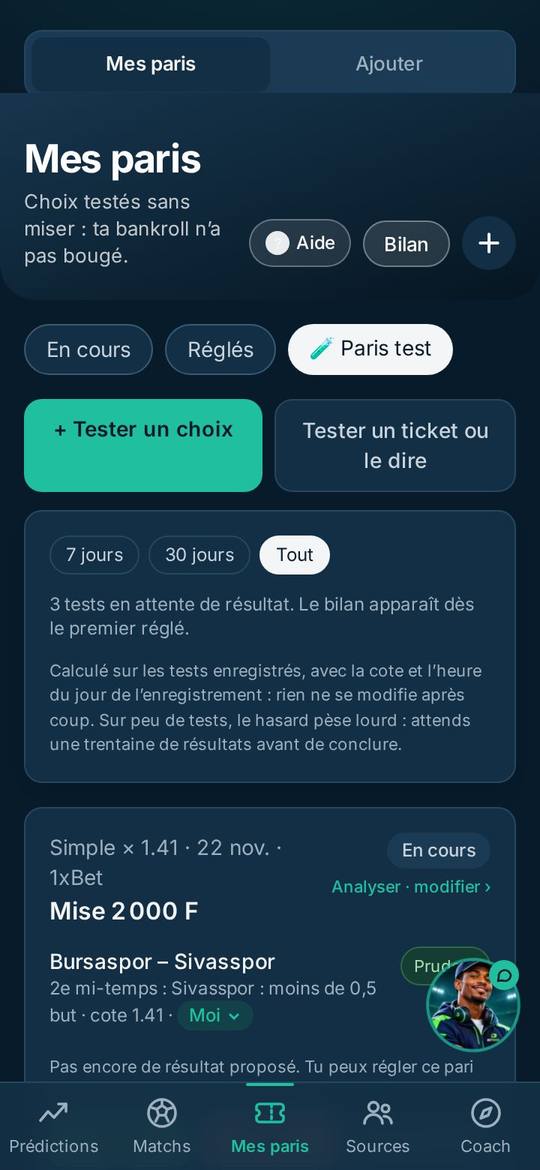 Mes paris
Ajouter
Mes paris
Choix testés sans
miser : ta bankroll n’a
pas bougé.
Aide
Bilan
+
En cours
Réglés
Paris test
+ Tester un choix
Tester un ticket ou
le dire
7 jours
30 jours
Tout
3 tests en attente de résultat. Le bilan apparaît dès
le premier réglé.
Calculé sur les tests enregistrés, avec la cote et l’heure
du jour de l’enregistrement : rien ne se modifie après
coup. Sur peu de tests, le hasard pèse lourd : attends
une trentaine de résultats avant de conclure.
Simple × 1.41 · 22 nov. ·
1xBet
En cours
Analyser · modifier ›
Mise 2 000 F
Bursaspor – Sivasspor
2e mi-temps : Sivasspor : moins de 0,5
but · cote 1.41 · Moi
Pas encore de résultat proposé. Tu peux régler ce pari
Prédictions
Matchs
Mes paris
Sources
Coach